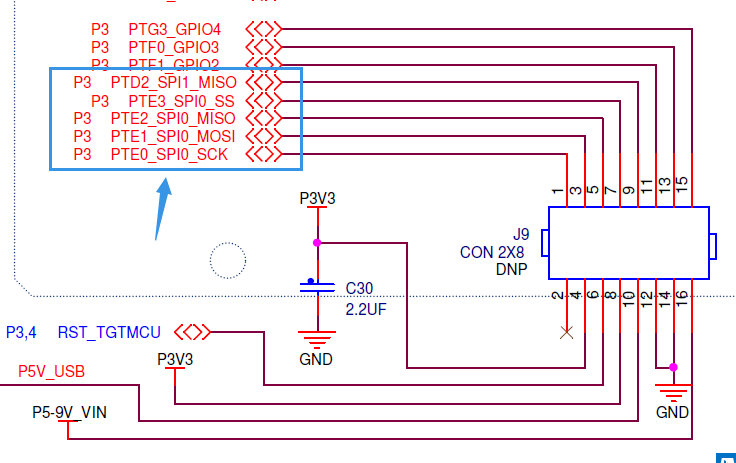 P3 PTG3_GPIO4
P3 PTF0_GPIO3
P3 PTF1_GPIO2
P3 PTD2_SPI1_MISO
P3 PTE3_SPI0_SS
P3 PTE2_SPI0_MISO
P3 PTE1_SPI0_MOSI
P3 PTE0_SPI0_SCK
1 3 5 7 9 11 13 15
P3V3
J9
CON 2X8
DNP
C30
2.2UF
2 4 6 8 10 12 14 16
P3,4 RST_TGTMCU
GND
P3V3
P5V_USB
P5-9V_VIN
GND